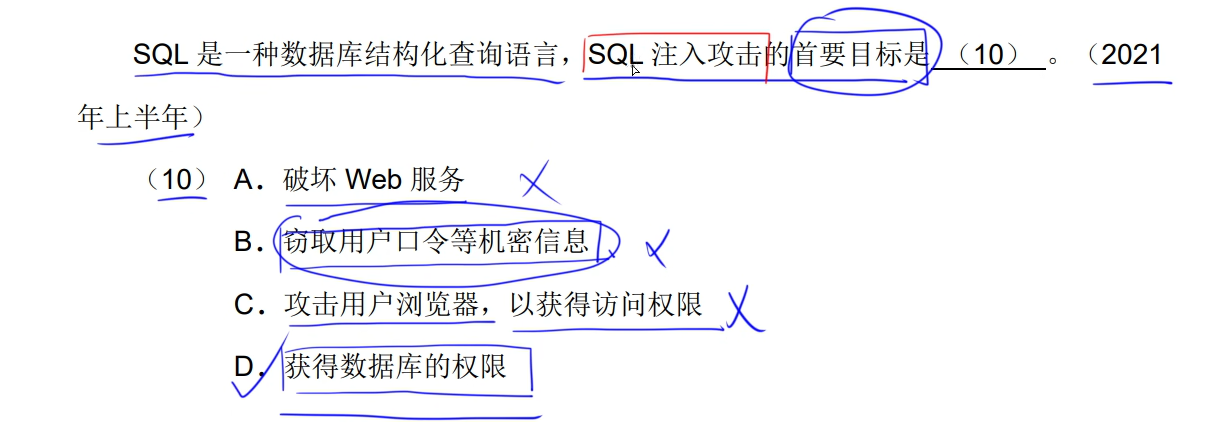 SQL 是一种数据库结构化查询语言，SQL 注入攻击的首要目标是 （10） 。（2021
年上半年）
（10） A．破坏 Web 服务
B．窃取用户口令等机密信息
C．攻击用户浏览器，以获得访问权限
D．获得数据库的权限